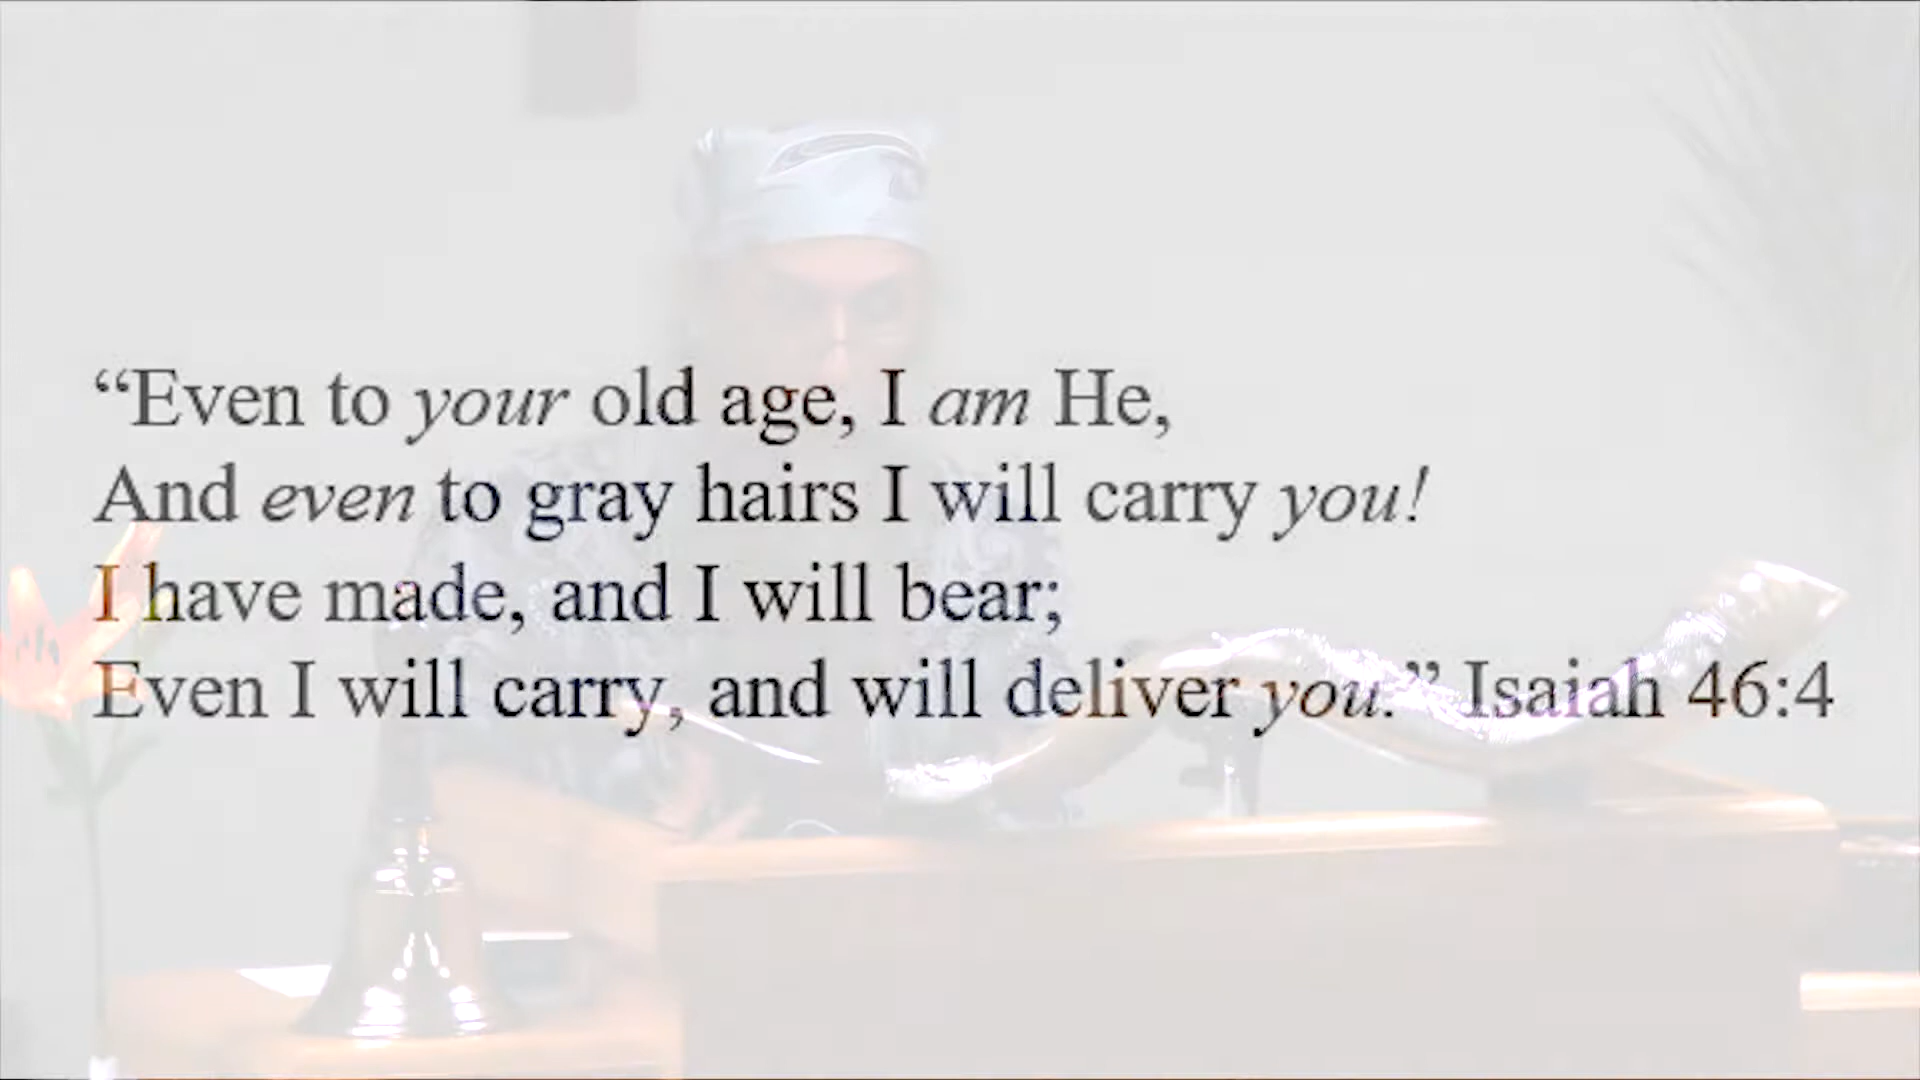 “Even to your old age, I am He,
And even to gray hairs I will carry you!
I have made, and I will bear;
Even I will carry, and will deliver you.” Isaiah 46:4